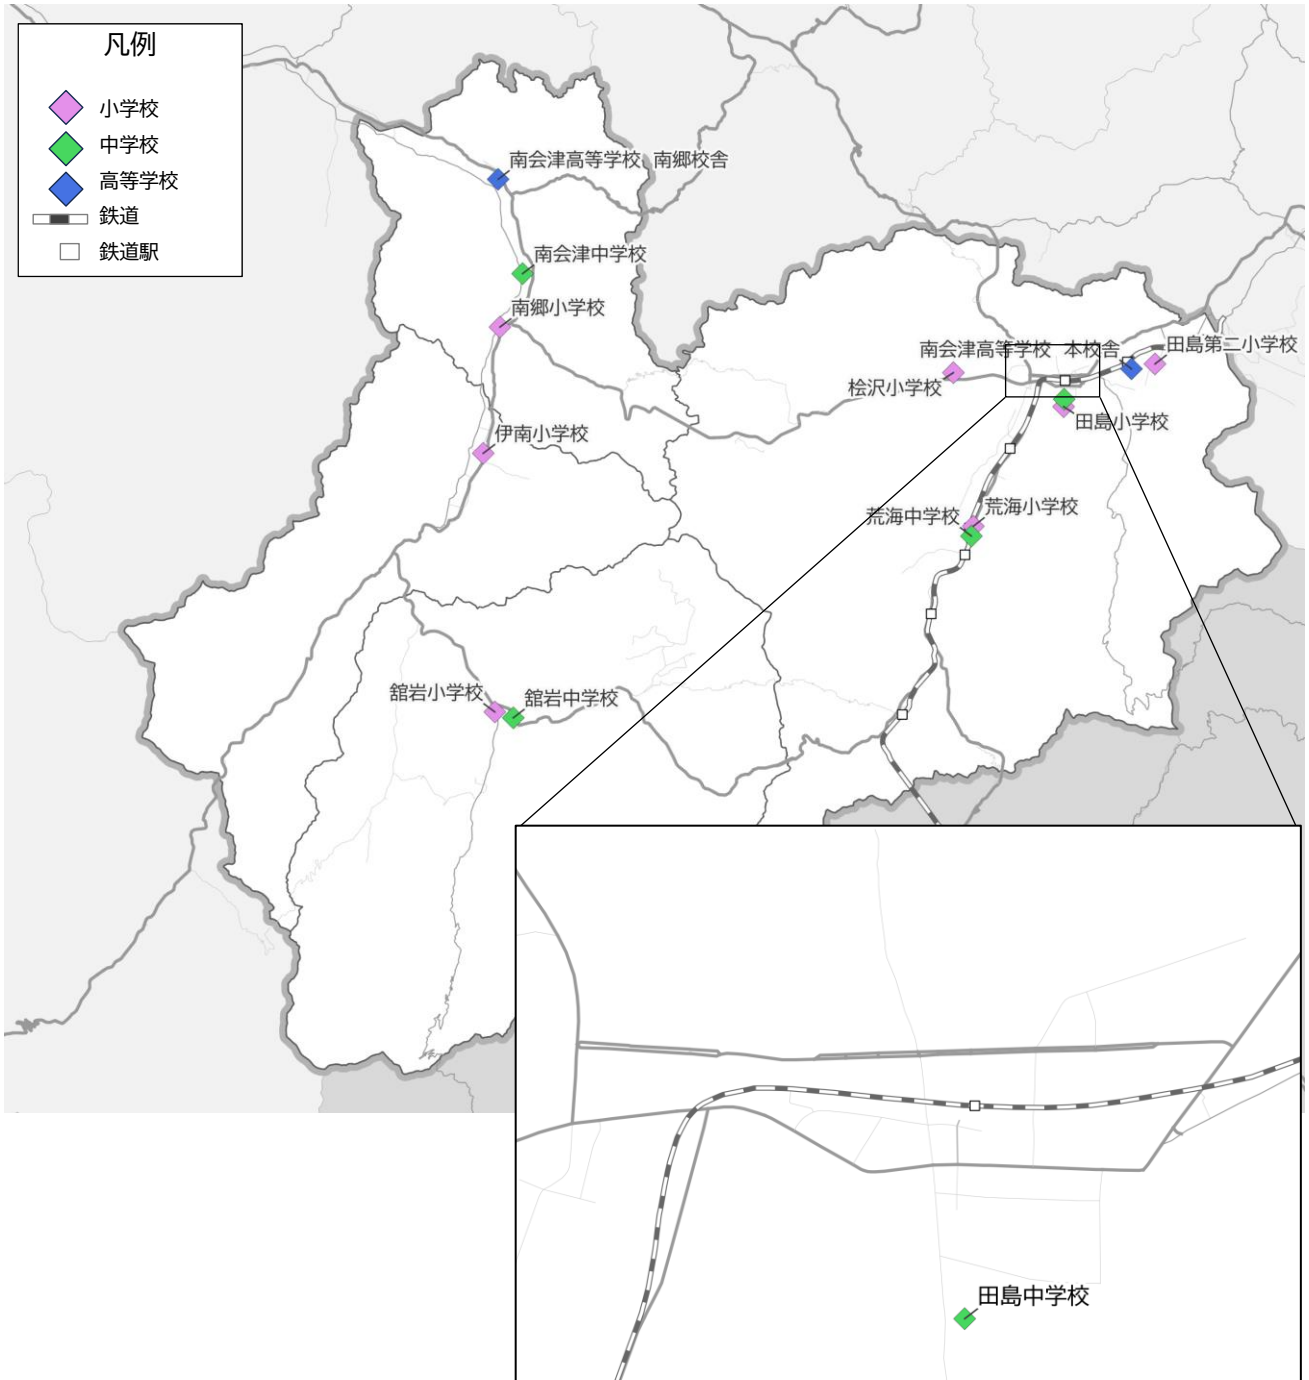 凡例
小学校
中学校
高等学校
鉄道
鉄道駅
南会津高等学校 南郷校舎
南会津中学校
南郷小学校
南会津高等学校 本校舎
田島第二小学校
桧沢小学校
田島小学校
伊南小学校
荒海中学校
荒海小学校
舘岩小学校
舘岩中学校
田島中学校